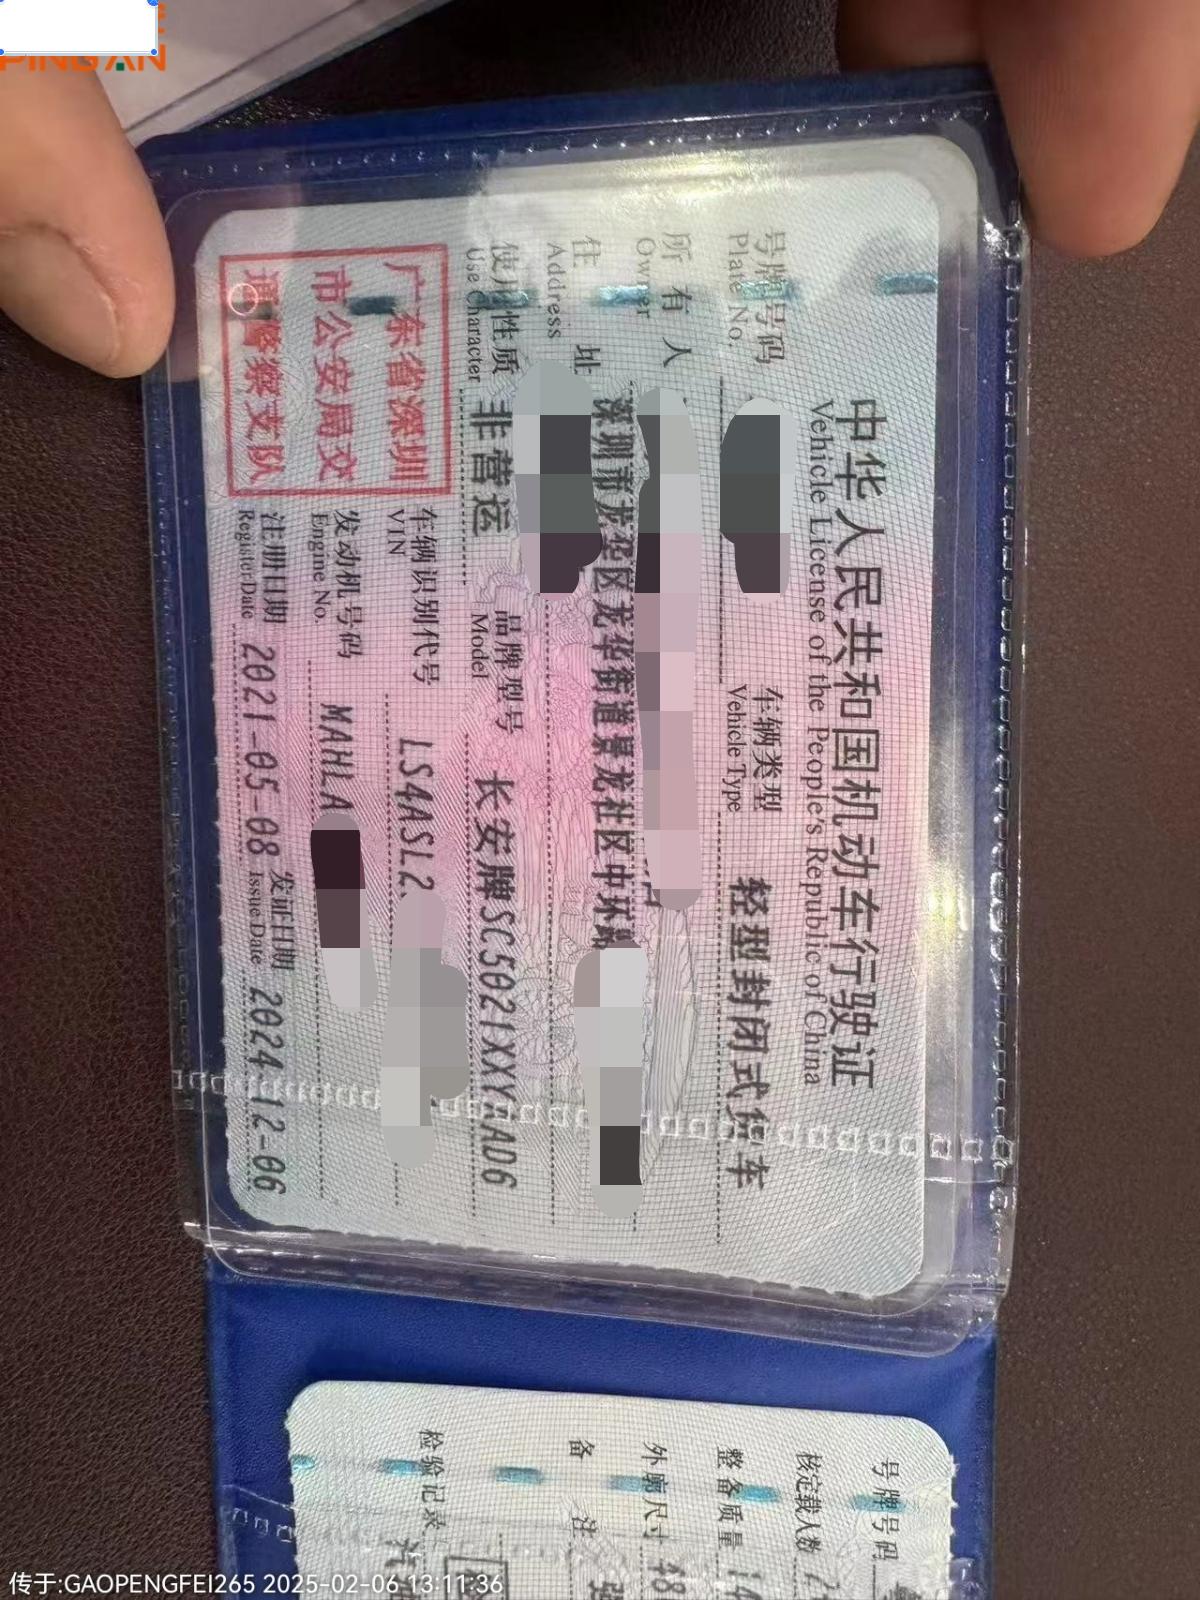 PING AN
中华人民共和国机动车行驶证
Vehicle License of the People's Republic of China
号牌号码
Plate No.
车辆类型
Vehicle Type
轻型封闭式货车
所有人
Owner
住址
Address
深圳市龙华区龙华街道景龙社区中环路
使用性质
Use Character
非营运
品牌型号
Model
长安牌SC5021XXYAAD6
车辆识别代号
VIN
LS4ASL2
发动机号码
Engine No.
MAHLA
注册日期
Register Date
2021-05-08
发证日期
Issue Date
2024-12-06
广东省深圳
市公安局交
通警察支队
号牌号码
核定载人数
整备质量
外廓尺寸
备注
检验记录
传于:GAOPENGFEI265 2025-02-06 13:11:36